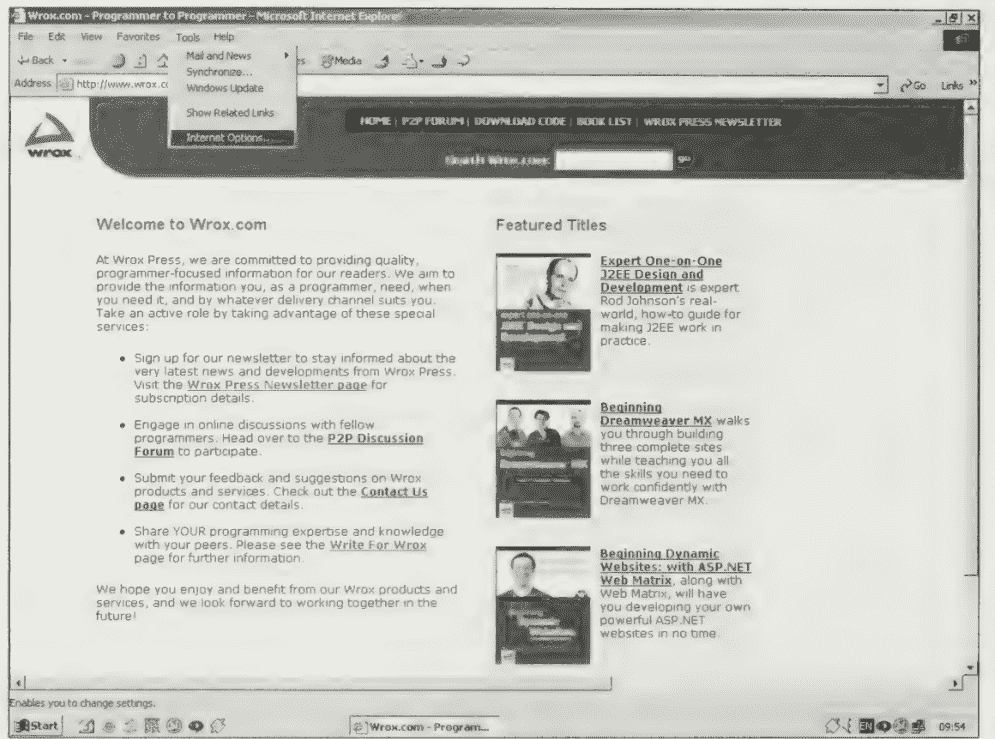 Wrox.com - Programmer to Programmer - Microsoft Internet Explorer
File Edit View Favorites Tools Help
Back
Media
Address http://www.wrox.co
Go Links »
Mail and News
Synchronize...
Windows Update
Show Related Links
Internet Options...
wrox
HOME | P2P FORUM | DOWNLOAD CODE | BOOK LIST | WROX PRESS NEWSLETTER
Search Wrox.com: go
Welcome to Wrox.com
At Wrox Press, we are committed to providing quality,
programmer-focused information for our readers. We aim to
provide the information you, as a programmer, need, when
you need it, and by whatever delivery channel suits you.
Take an active role by taking advantage of these special
services:
• Sign up for our newsletter to stay informed about the
very latest news and developments from Wrox Press.
Visit the Wrox Press Newsletter page for
subscription details.
• Engage in online discussions with fellow
programmers. Head over to the P2P Discussion
Forum to participate.
• Submit your feedback and suggestions on Wrox
products and services. Check out the Contact Us
page for our contact details.
• Share YOUR programming expertise and knowledge
with your peers. Please see the Write For Wrox
page for further information.
We hope you enjoy and benefit from our Wrox products and
services, and we look forward to working together in the
future!
Featured Titles
expert one-on-one
J2EE Design and
Development
Expert One-on-One
J2EE Design and
Development is expert
Rod Johnson's real-
world, how-to guide for
making J2EE work in
practice.
Beginning
Dreamweaver MX walks
you through building
three complete sites
while teaching you all
the skills you need to
work confidently with
Dreamweaver MX.
Beginning Dynamic
Websites: with ASP.NET
Web Matrix, along with
Web Matrix, will have
you developing your own
powerful ASP.NET
websites in no time.
Enables you to change settings.
Start
Wrox.com - Program...
EN
09:54